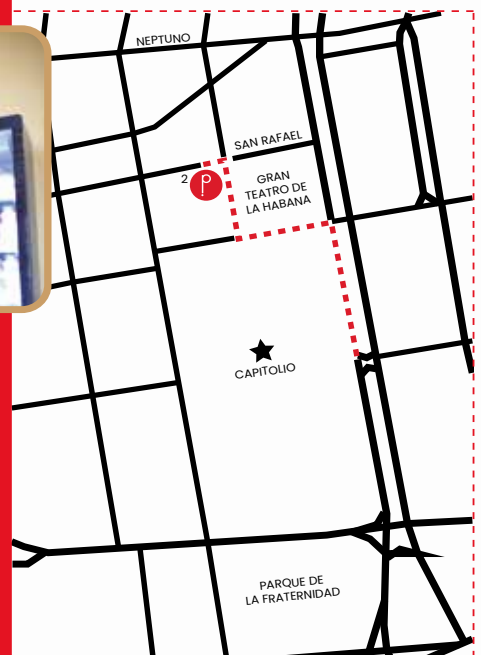 NEPTUNO
SAN RAFAEL
2
GRAN
TEATRO DE
LA HABANA
CAPITOLIO
PARQUE DE
LA FRATERNIDAD